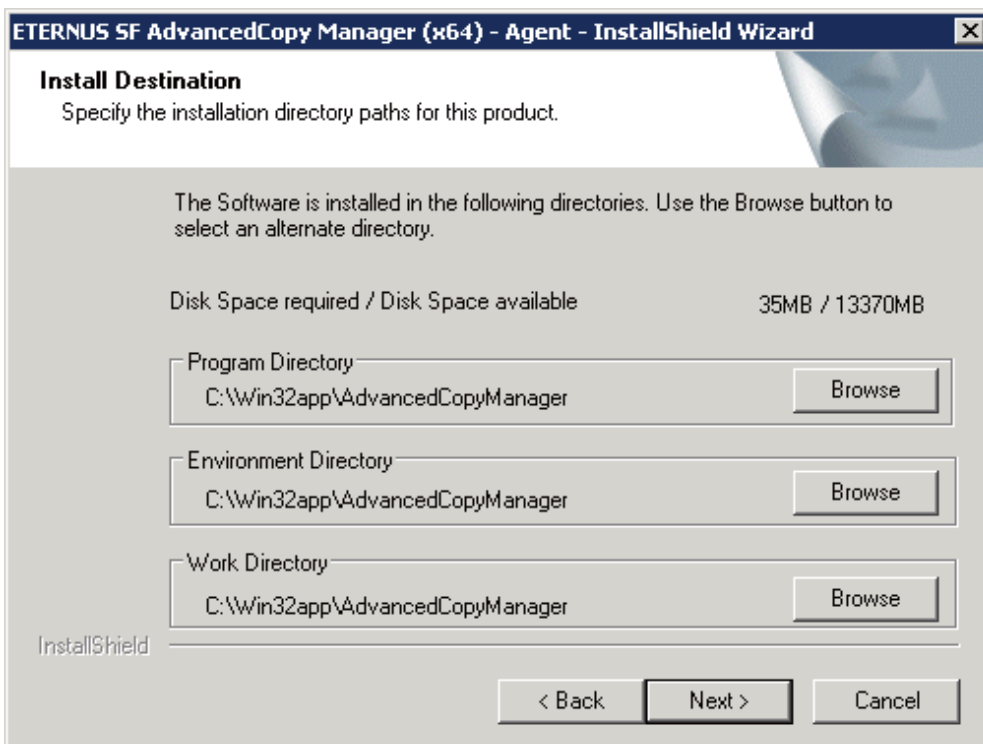 ETERNUS SF AdvancedCopy Manager (x64) - Agent - InstallShield Wizard
Install Destination
Specify the installation directory paths for this product.
The Software is installed in the following directories. Use the Browse button to
select an alternate directory.
Disk Space required / Disk Space available 35MB / 13370MB
Program Directory
C:\Win32app\AdvancedCopyManager Browse
Environment Directory
C:\Win32app\AdvancedCopyManager Browse
Work Directory
C:\Win32app\AdvancedCopyManager Browse
InstallShield
< Back Next > Cancel